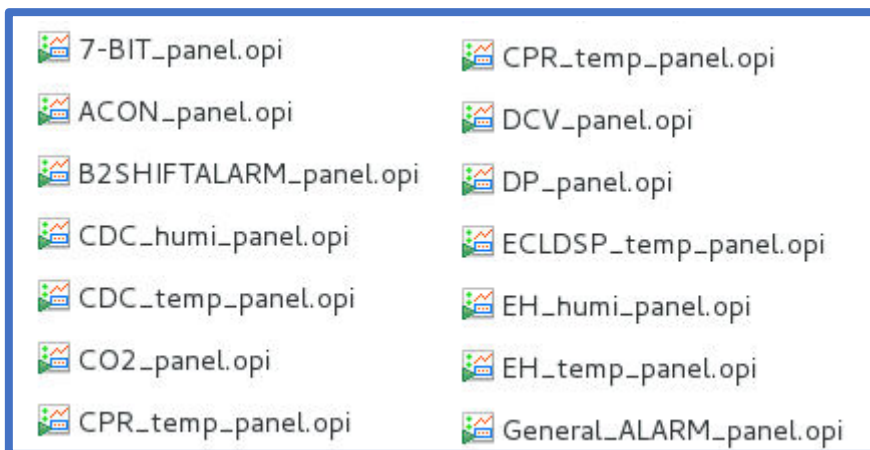 7-BIT_panel.opi
ACON_panel.opi
B2SHIFTALARM_panel.opi
CDC_humi_panel.opi
CDC_temp_panel.opi
CO2_panel.opi
CPR_temp_panel.opi
CPR_temp_panel.opi
DCV_panel.opi
DP_panel.opi
ECLDSP_temp_panel.opi
EH_humi_panel.opi
EH_temp_panel.opi
General_ALARM_panel.opi